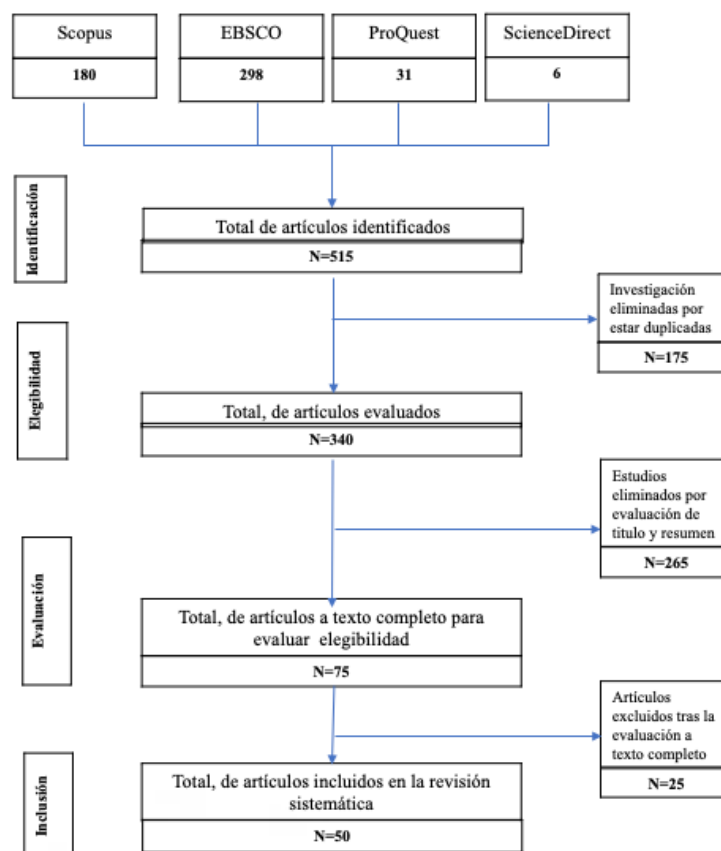 Scopus
180
EBSCO
298
ProQuest
31
ScienceDirect
6
Identificación
Total de artículos identificados
N=515
Investigación
eliminadas por
estar duplicadas
N=175
Elegibilidad
Total, de artículos evaluados
N=340
Estudios
eliminados por
evaluación de
titulo y resumen
N=265
Evaluación
Total, de artículos a texto completo para
evaluar elegibilidad
N=75
Artículos
excluidos tras la
evaluación a
texto completo
N=25
Inclusión
Total, de artículos incluidos en la revisión
sistemática
N=50